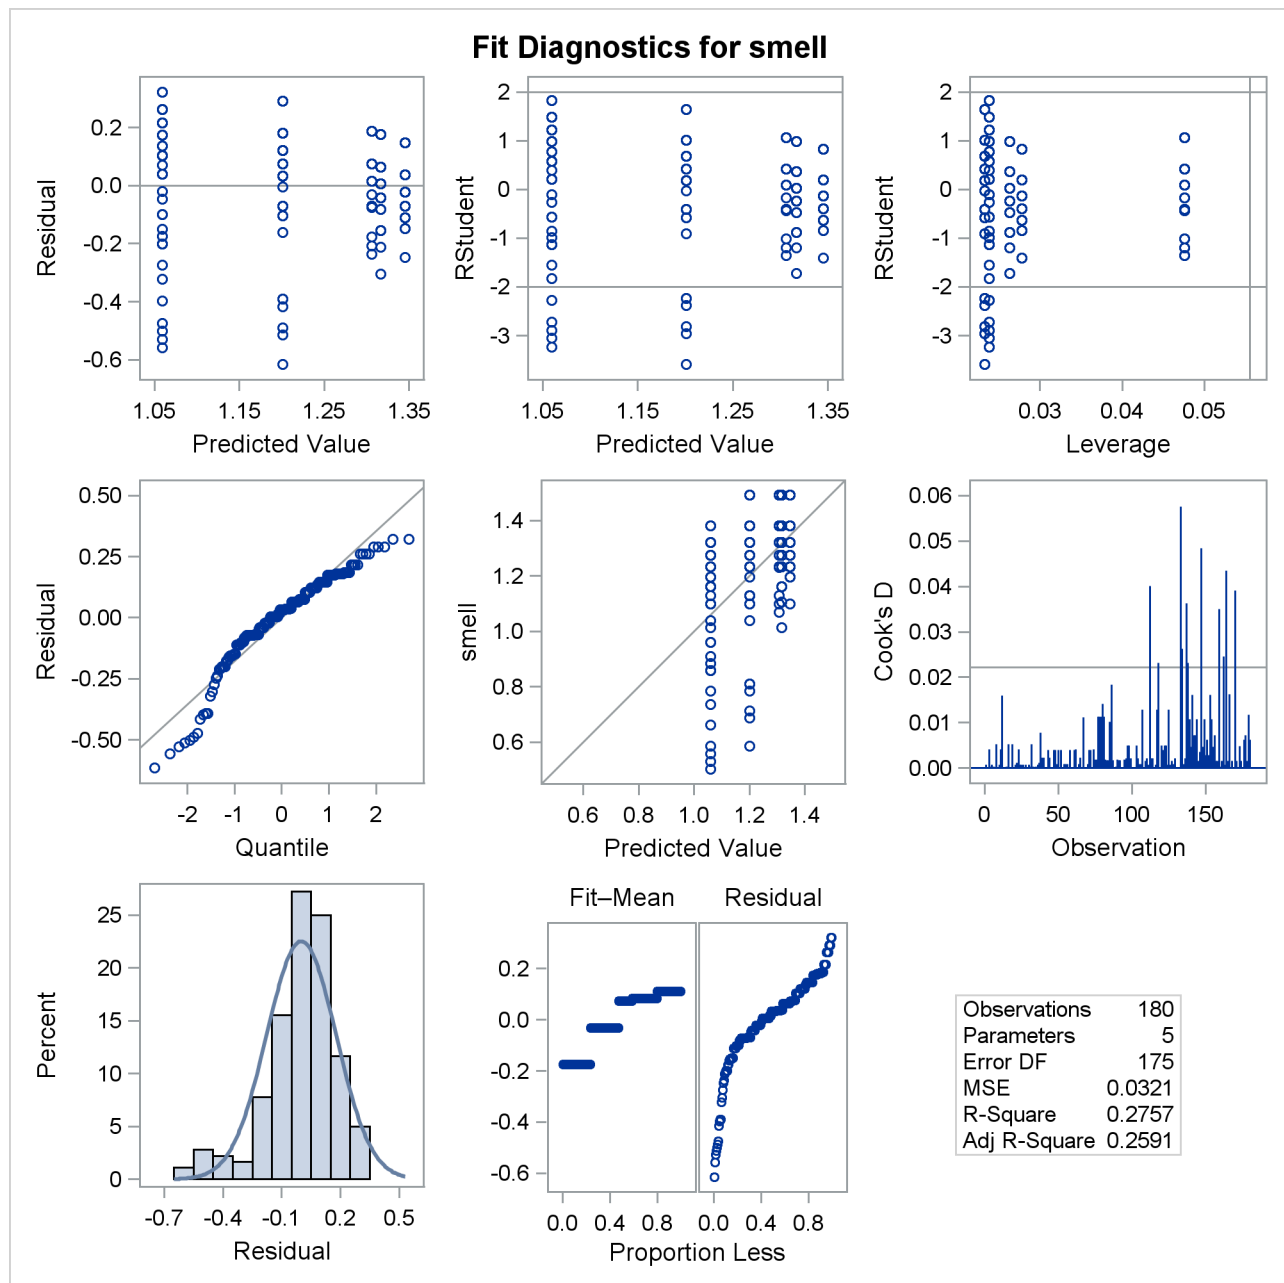 Fit Diagnostics for smell
Residual
0.2
0.0
-0.2
-0.4
-0.6
1.05 1.15 1.25 1.35
Predicted Value
RStudent
2
1
0
-1
-2
-3
1.05 1.15 1.25 1.35
Predicted Value
RStudent
2
1
0
-1
-2
-3
0.03 0.04 0.05
Leverage
Residual
0.50
0.25
0.00
-0.25
-0.50
-2 -1 0 1 2
Quantile
smell
1.4
1.2
1.0
0.8
0.6
0.6 0.8 1.0 1.2 1.4
Predicted Value
Cook's D
0.06
0.05
0.04
0.03
0.02
0.01
0.00
0 50 100 150
Observation
Percent
25
20
15
10
5
0
-0.7 -0.4 -0.1 0.2 0.5
Residual
Fit–Mean Residual
0.2
0.0
-0.2
-0.4
-0.6
0.0 0.4 0.8 0.0 0.4 0.8
Proportion Less
Observations 180
Parameters 5
Error DF 175
MSE 0.0321
R-Square 0.2757
Adj R-Square 0.2591